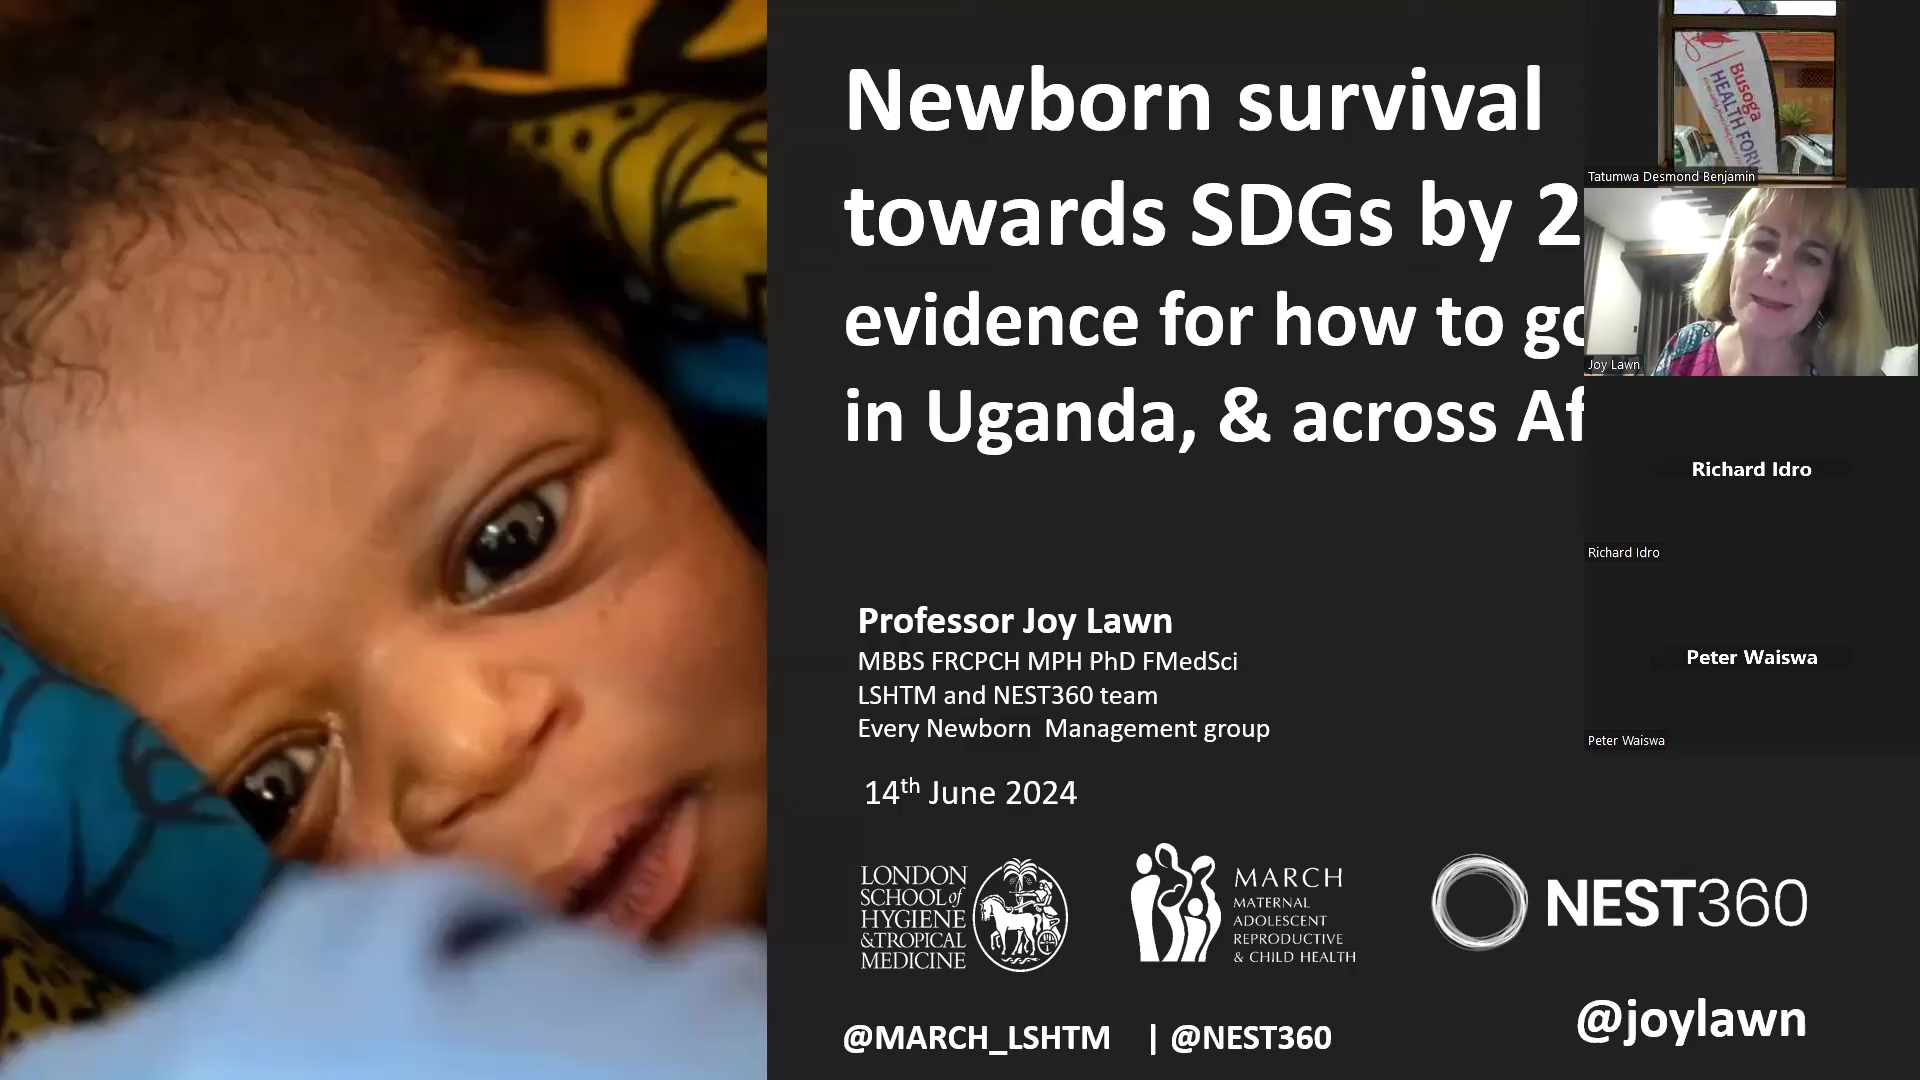 Newborn survival
towards SDGs by 2
evidence for how to go
in Uganda, & across Af
Professor Joy Lawn
MBBS FRCPCH MPH PhD FMedSci
LSHTM and NEST360 team
Every Newborn Management group
14th June 2024
LONDON
SCHOOL of
HYGIENE
&TROPICAL
MEDICINE
MARCH
MATERNAL
ADOLESCENT
REPRODUCTIVE
& CHILD HEALTH
NEST360
@MARCH_LSHTM | @NEST360
@joylawn
Busoga
HEALTH FORU
Tatumwa Desmond Benjamin
Joy Lawn
Richard Idro
Richard Idro
Peter Waiswa
Peter Waiswa